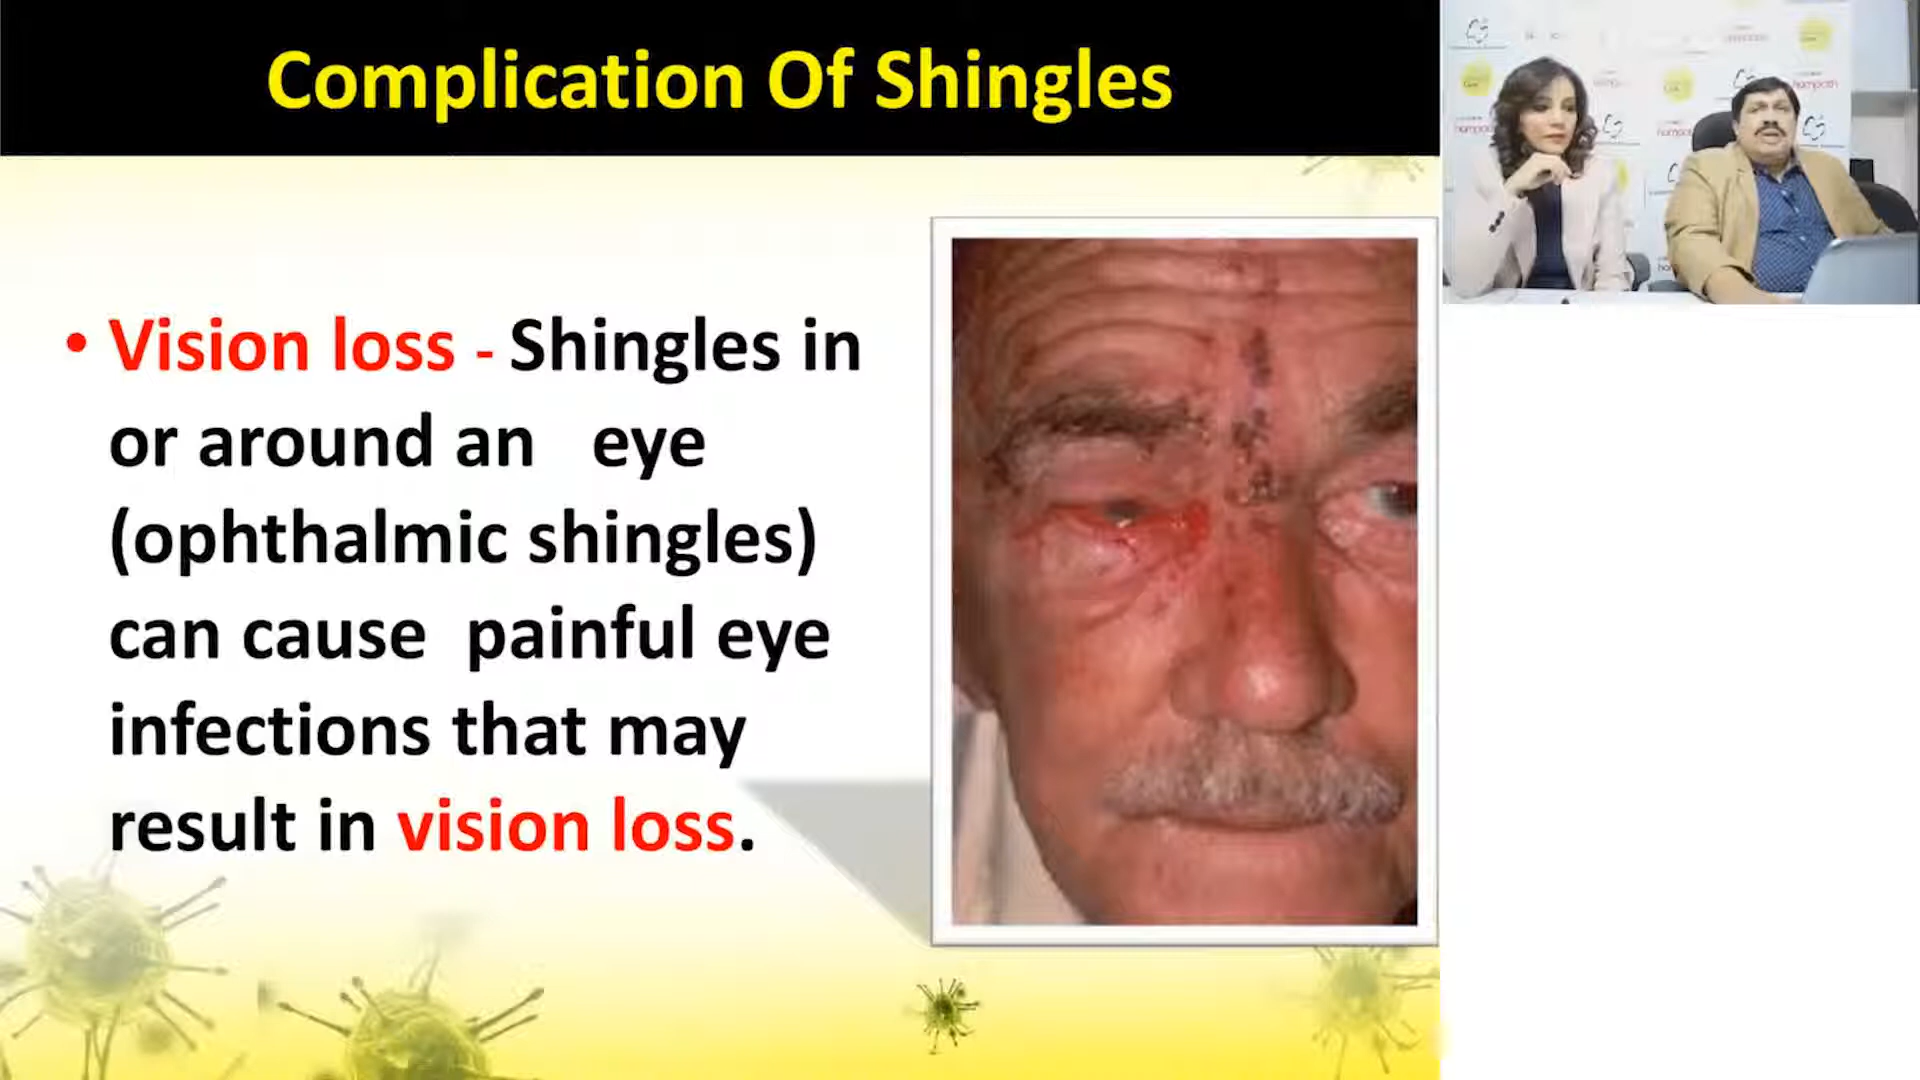 Complication Of Shingles
• Vision loss - Shingles in
or around an eye
(ophthalmic shingles)
can cause painful eye
infections that may
result in vision loss.